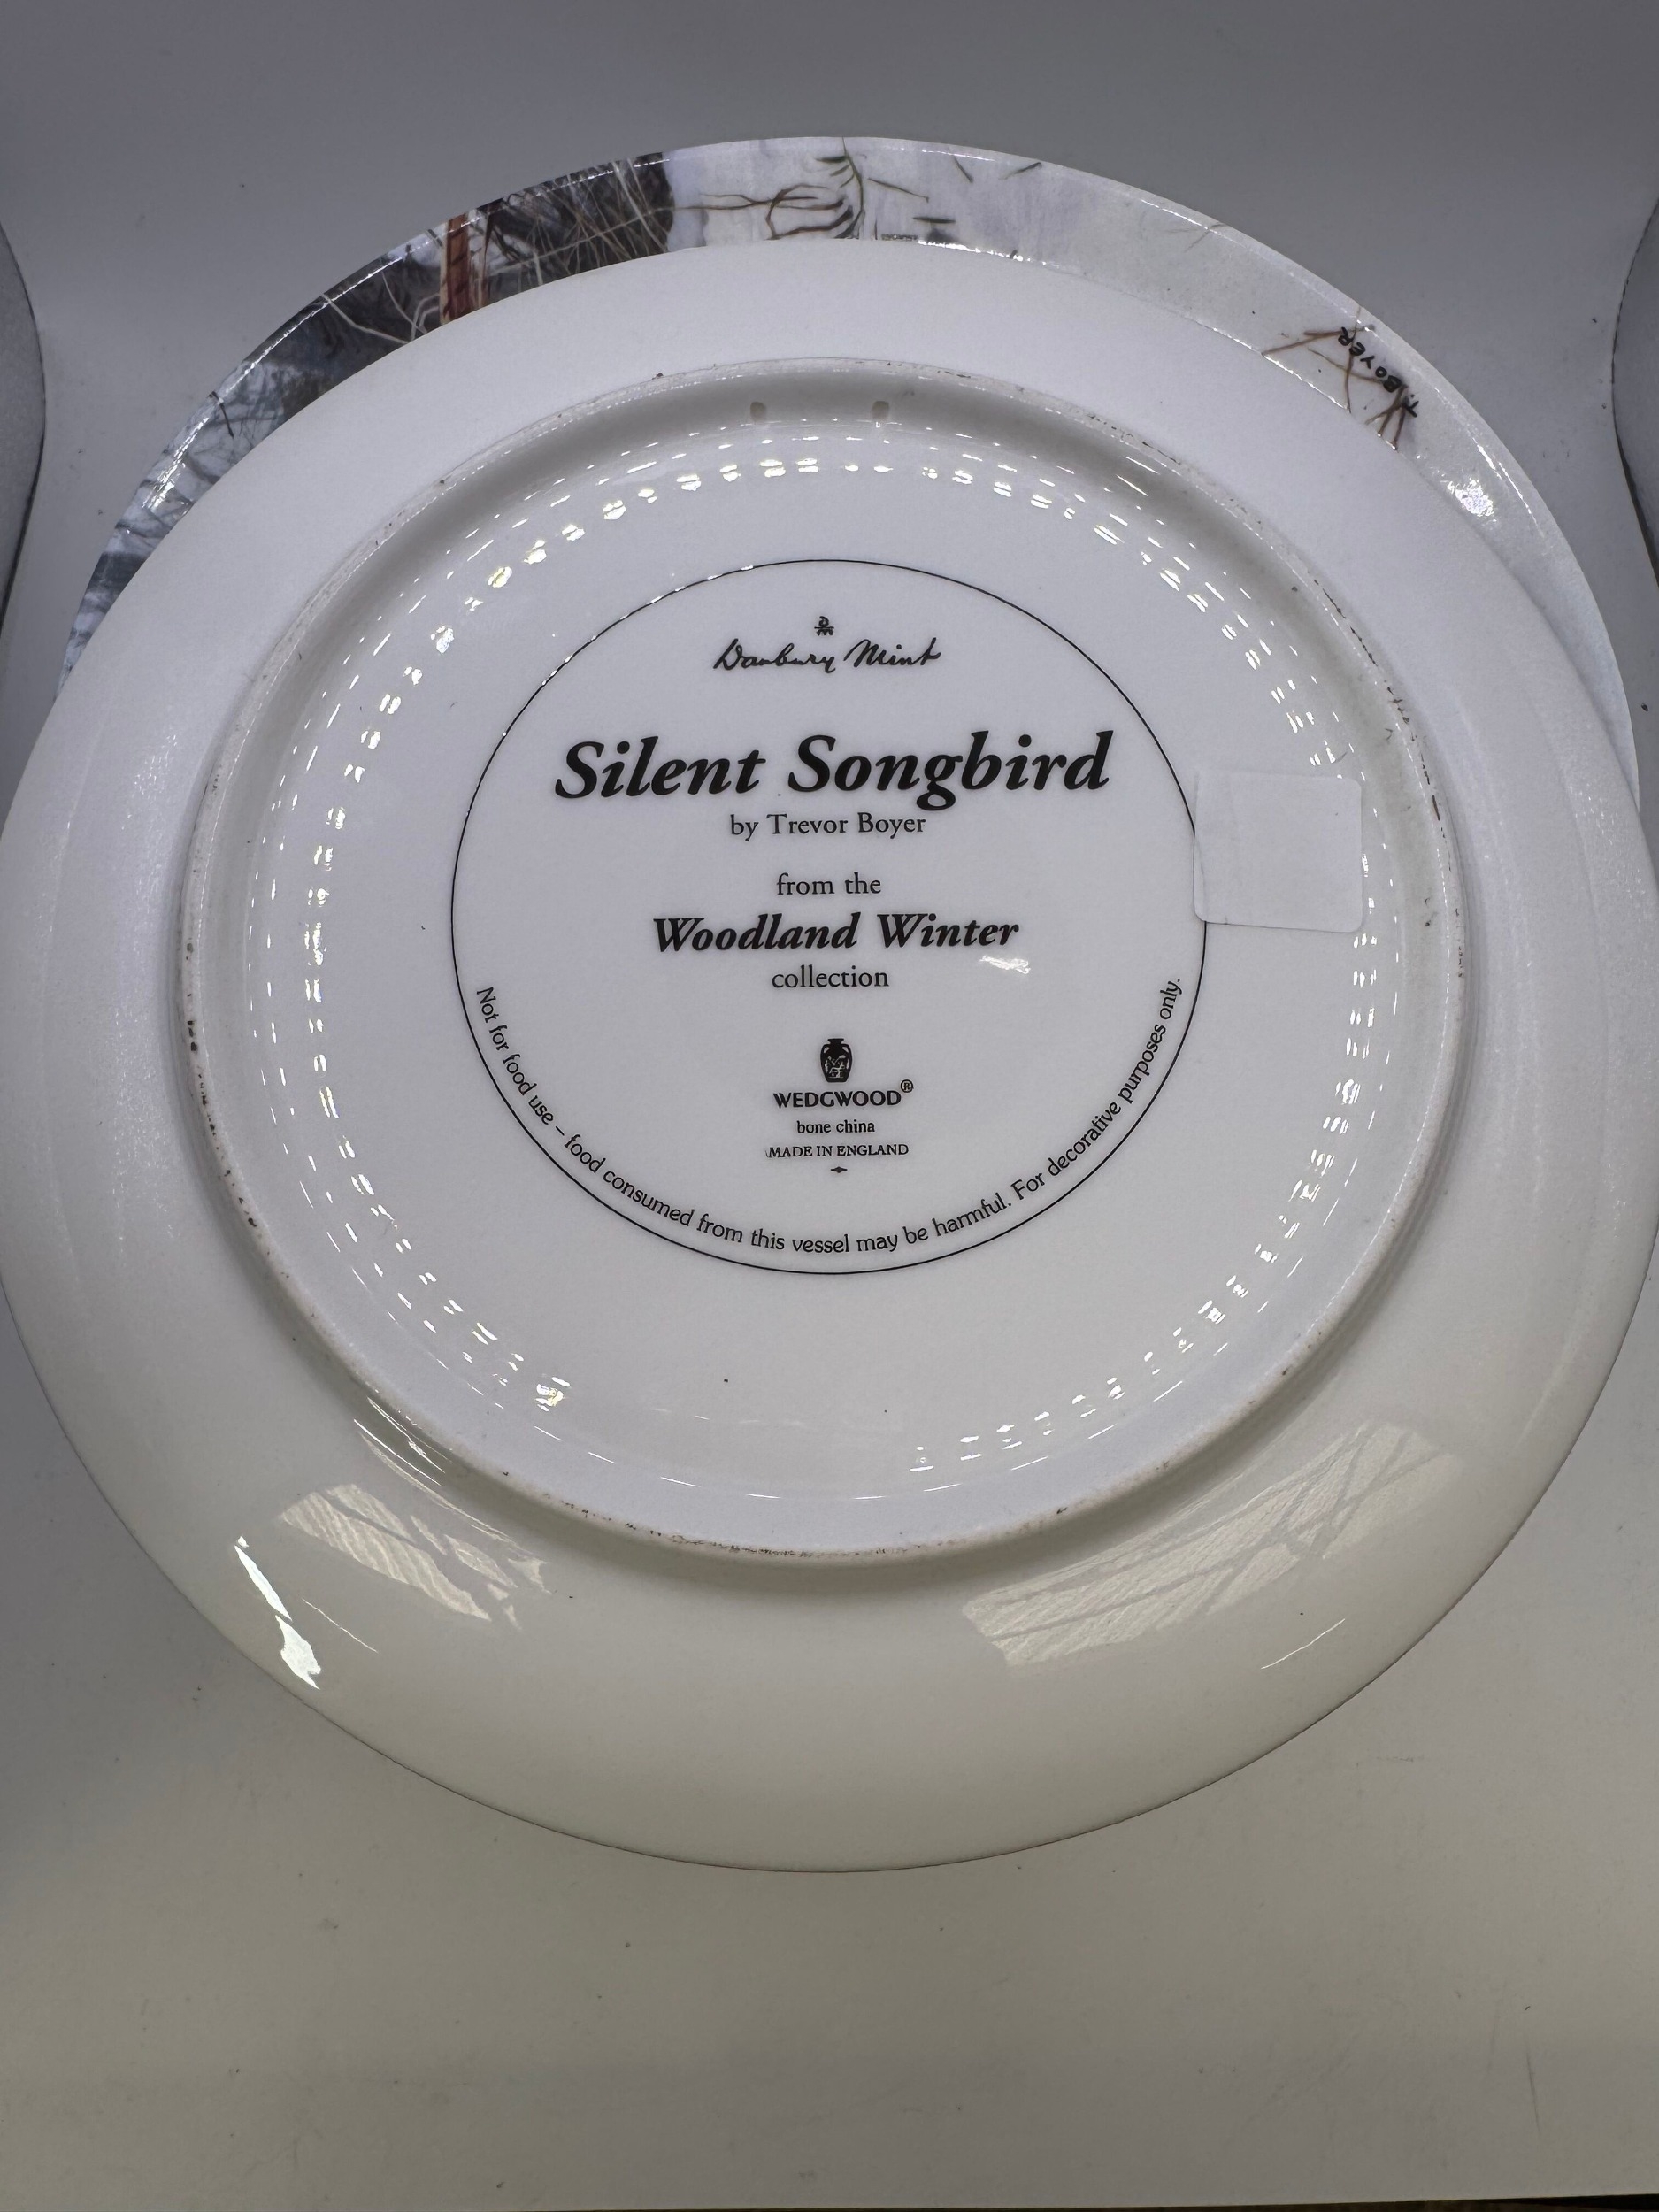 T. BOYER
Danbury Mint
Silent Songbird
by Trevor Boyer
from the
Woodland Winter
collection
WEDGWOOD®
bone china
MADE IN ENGLAND
Not for food use – food consumed from this vessel may be harmful. For decorative purposes only.